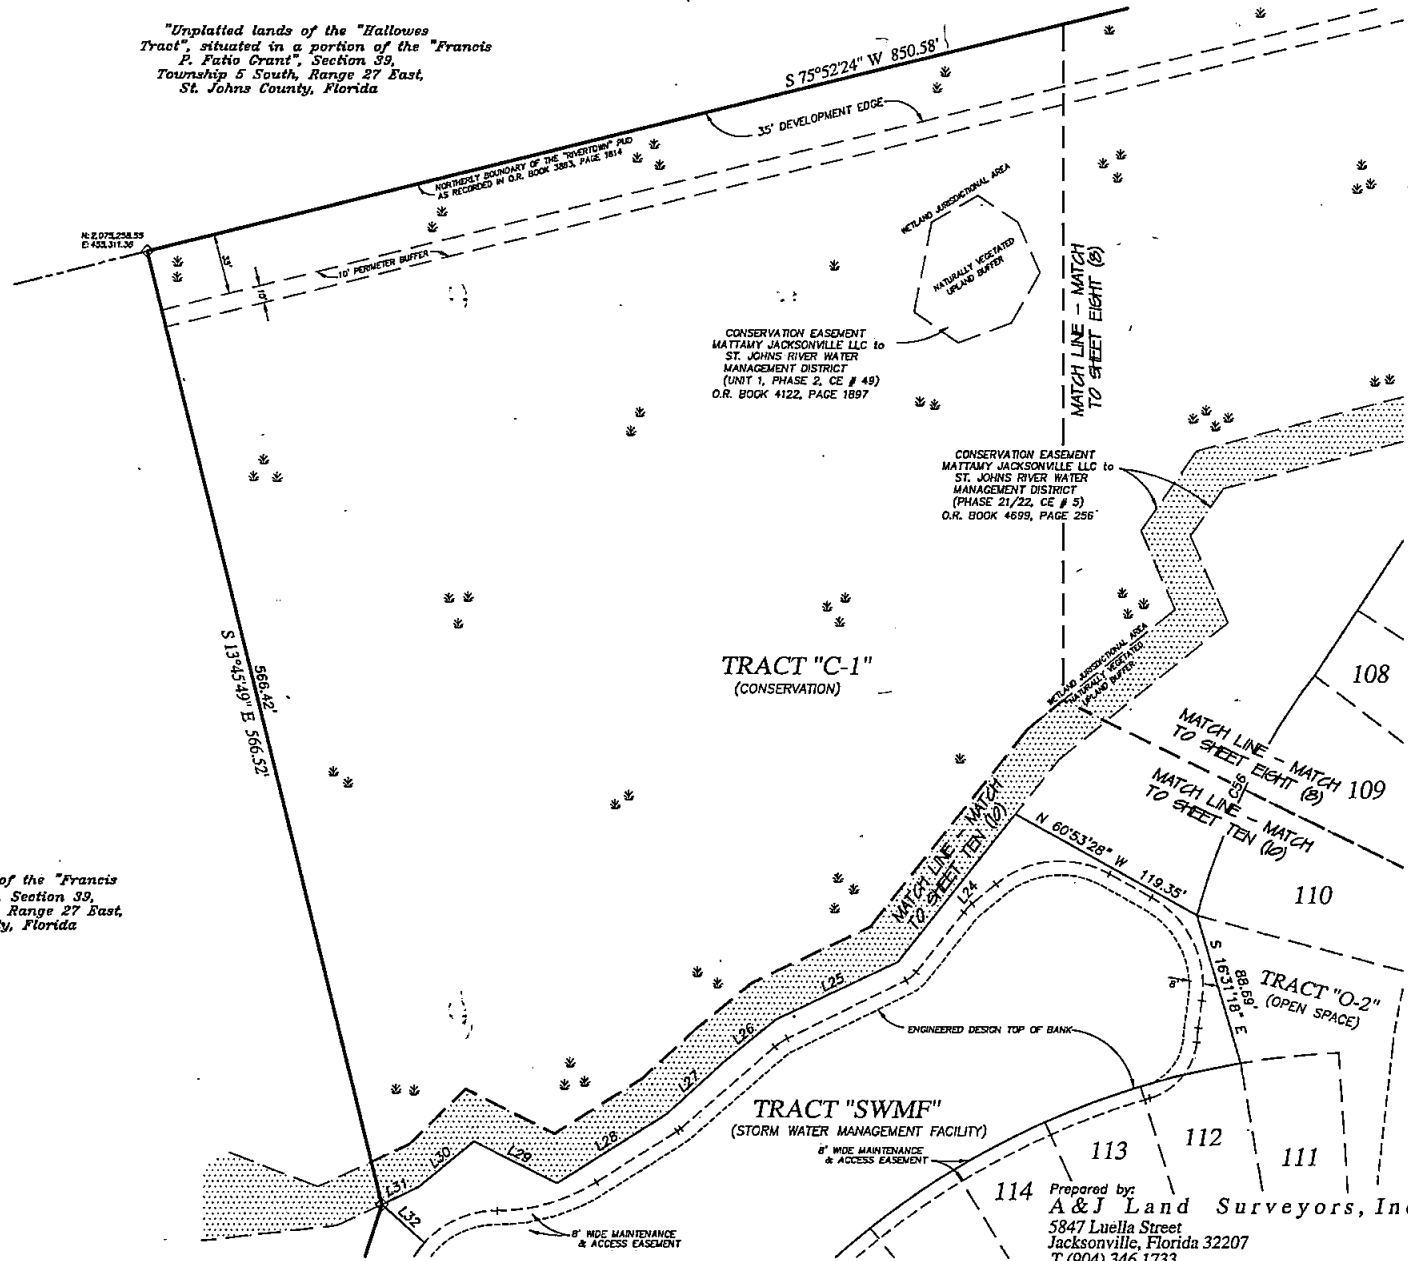 "Unplatted lands of the "Hallowes
Tract", situated in a portion of the "Francis
P. Fatio Grant", Section 39,
Township 5 South, Range 27 East,
St. Johns County, Florida
S 75°52'24" W 850.58'
35' DEVELOPMENT EDGE
NORTHERLY BOUNDARY OF THE "RIVERTOWN" PUD
AS RECORDED IN O.R. BOOK 3883, PAGE 1814
E: 453,311.36
35'
10'
10' PERIMETER BUFFER
WETLAND JURISDICTIONAL AREA
NATURALLY VEGETATED
UPLAND BUFFER
MATCH LINE - MATCH
TO SHEET EIGHT (8)
CONSERVATION EASEMENT
MATTAMY JACKSONVILLE LLC to
ST. JOHNS RIVER WATER
MANAGEMENT DISTRICT
(UNIT 1, PHASE 2, CE # 49)
O.R. BOOK 4122, PAGE 1897
CONSERVATION EASEMENT
MATTAMY JACKSONVILLE LLC to
ST. JOHNS RIVER WATER
MANAGEMENT DISTRICT
(PHASE 21/22, CE # 5)
O.R. BOOK 4699, PAGE 256
566.42'
S 13°45'49" E 566.52'
TRACT "C-1"
(CONSERVATION)
WETLAND JURISDICTIONAL AREA
NATURALLY VEGETATED
UPLAND BUFFER
108
MATCH LINE - MATCH
TO SHEET EIGHT (8)
109
C56
MATCH LINE - MATCH
TO SHEET TEN (10)
110
MATCH LINE - MATCH
TO SHEET TEN (10)
N 60°53'28" W 119.35'
L24
of the "Francis
Section 39,
Range 27 East,
y, Florida
88.69'
S 16°31'18" E
8'
TRACT "O-2"
(OPEN SPACE)
L25
L26
L27
L28
L29
L30
L31
L32
ENGINEERED DESIGN TOP OF BANK
TRACT "SWMF"
(STORM WATER MANAGEMENT FACILITY)
8' WIDE MAINTENANCE
& ACCESS EASEMENT
113
112
111
114
8' WIDE MAINTENANCE
& ACCESS EASEMENT
Prepared by:
A & J Land Surveyors, Inc
5847 Luella Street
Jacksonville, Florida 32207
T (904) 346 1733